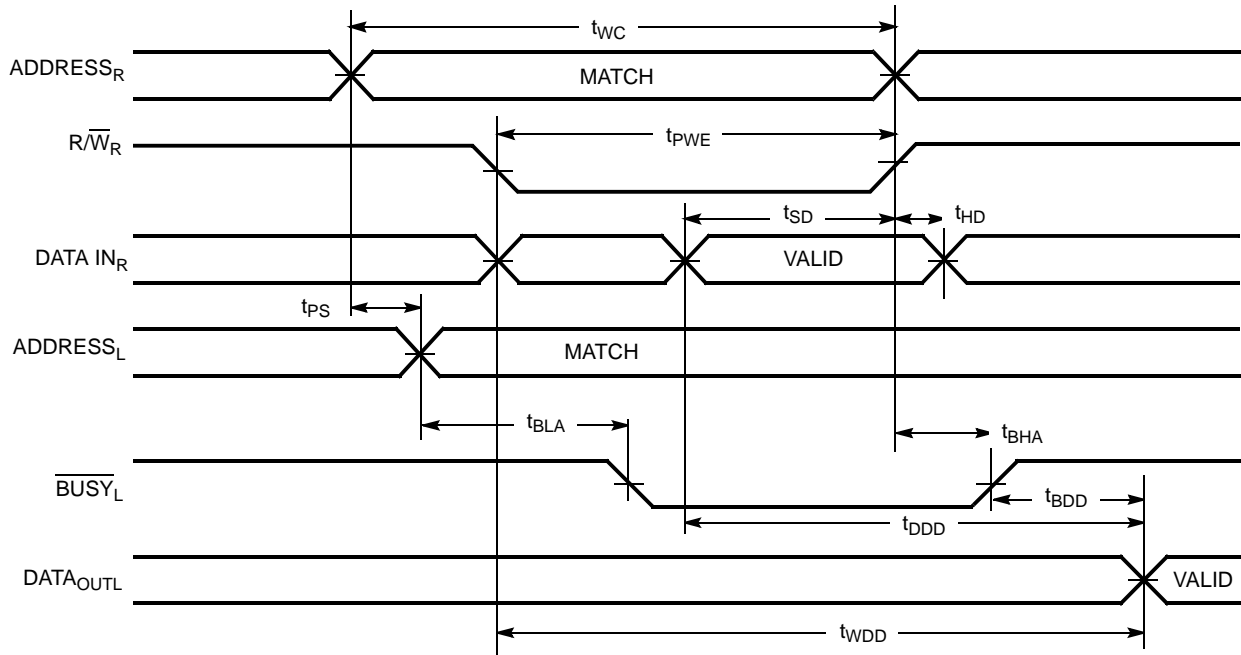 tWC
ADDRESSR
MATCH
R/W̅R
tPWE
tSD
tHD
DATA INR
VALID
tPS
ADDRESSL
MATCH
tBLA
tBHA
BUSYL
tBDD
tDDD
DATAOUTL
VALID
tWDD